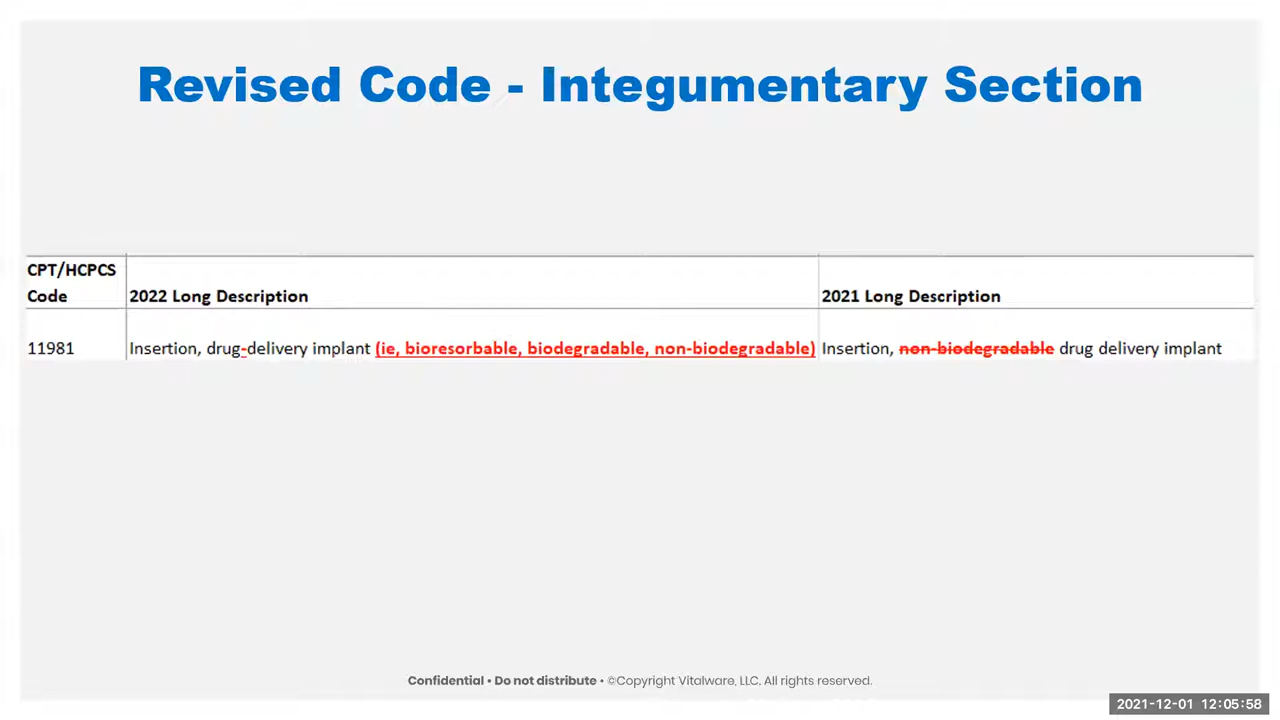 Revised Code - Integumentary Section
CPT/HCPCS
Code
2022 Long Description
2021 Long Description
11981
Insertion, drug-delivery implant (ie, bioresorbable, biodegradable, non-biodegradable)
Insertion, non-biodegradable drug delivery implant
Confidential • Do not distribute • ©Copyright Vitalware, LLC. All rights reserved.
2021-12-01 12:05:58